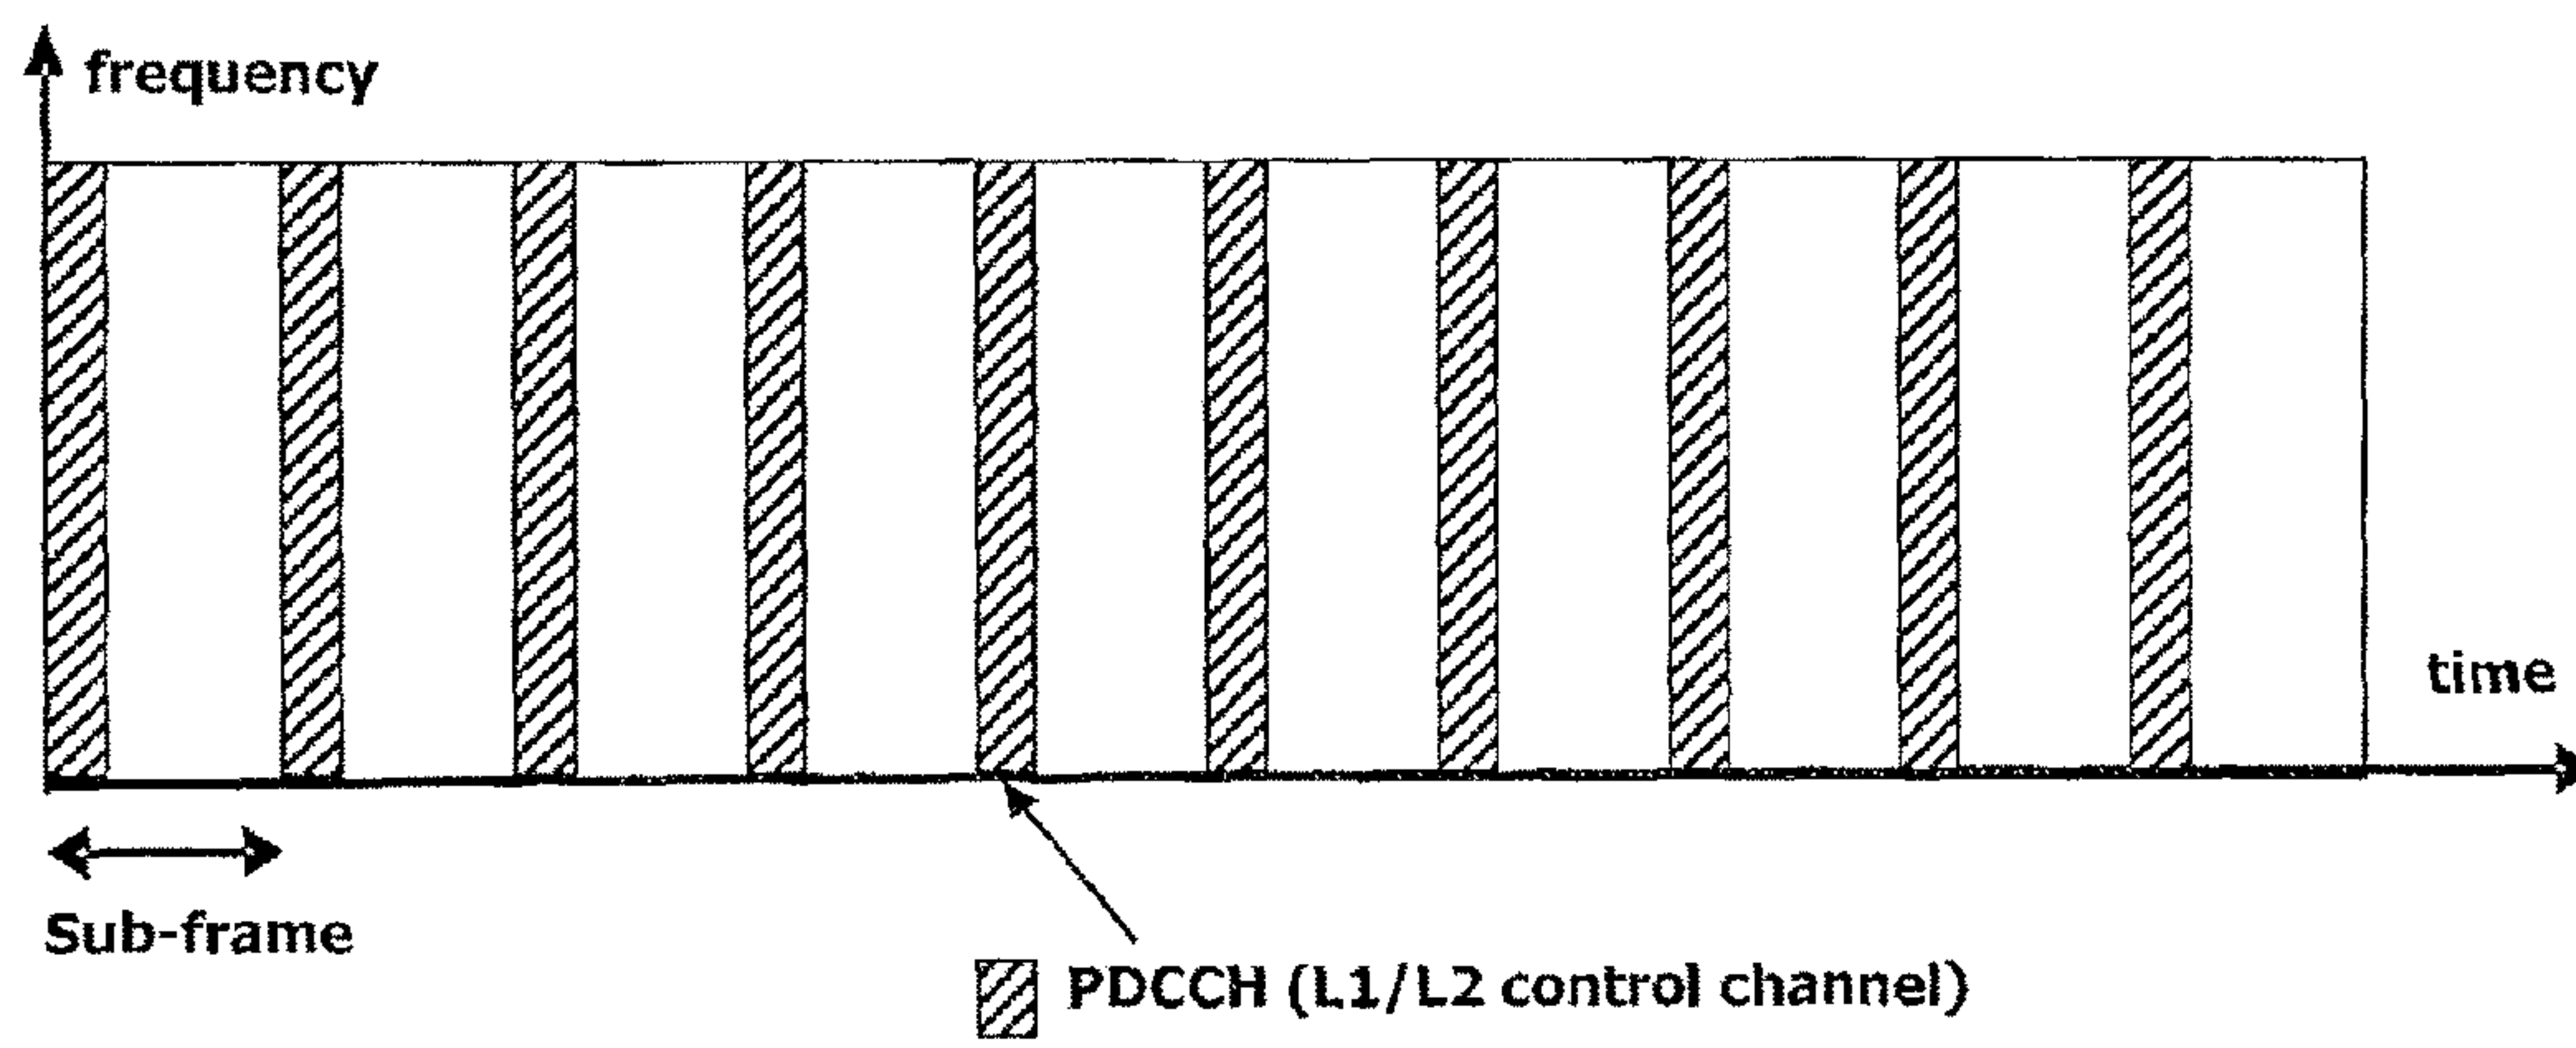 frequency
time
Sub-frame
PDCCH (L1/L2 control channel)